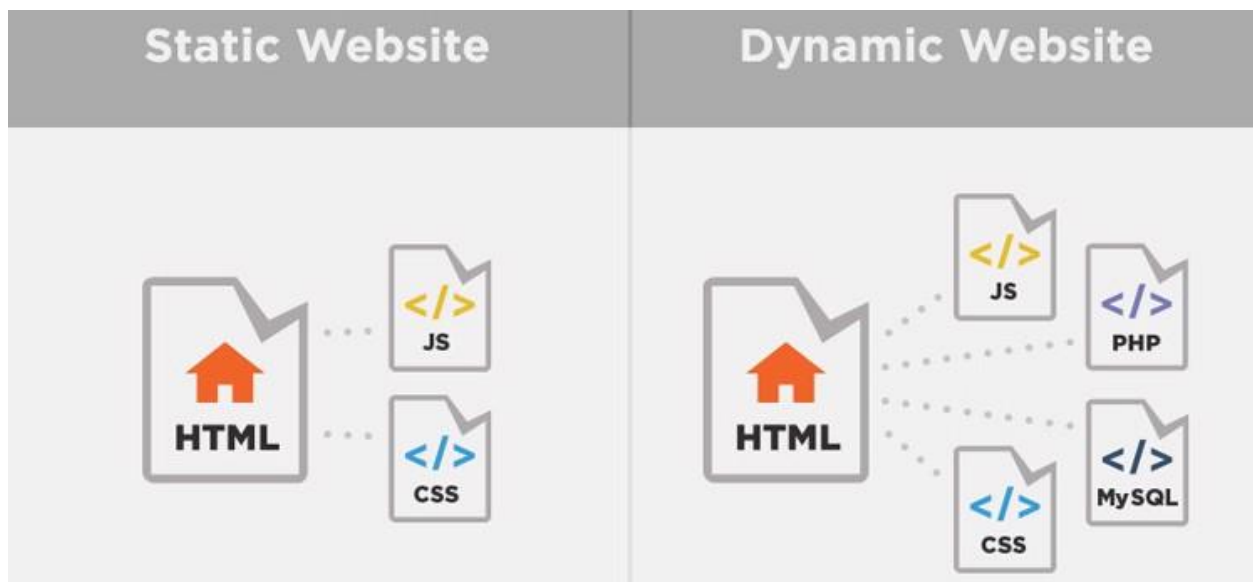 Static Website
Dynamic Website
</>
JS
HTML
</>
CSS
</>
JS
</>
PHP
HTML
</>
MySQL
</>
CSS